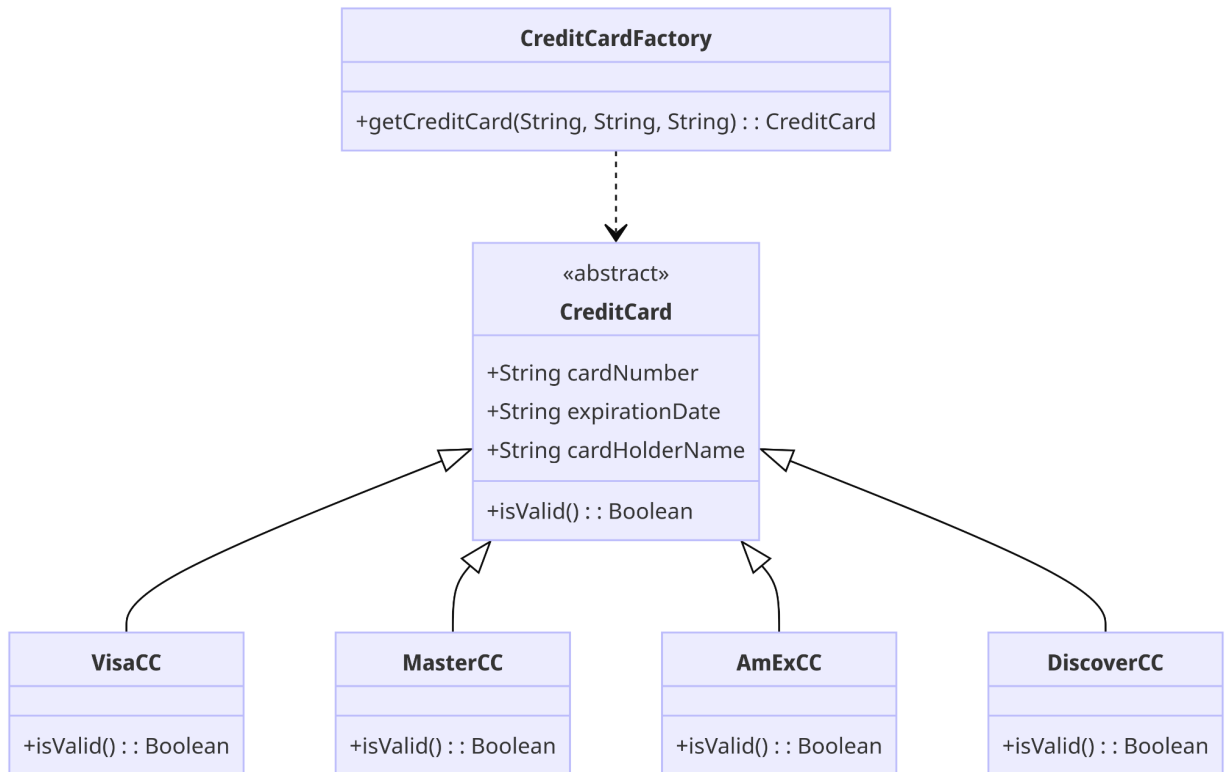 CreditCardFactory
+getCreditCard(String, String, String) : : CreditCard
«abstract»
CreditCard
+String cardNumber
+String expirationDate
+String cardHolderName
+isValid() : : Boolean
VisaCC
+isValid() : : Boolean
MasterCC
+isValid() : : Boolean
AmExCC
+isValid() : : Boolean
DiscoverCC
+isValid() : : Boolean